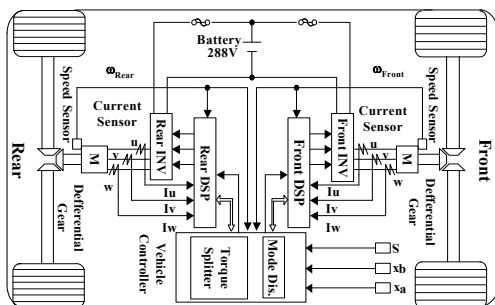 Battery
288V
ωRear
ωFront
Speed Sensor
Speed Sensor
Current
Sensor
Current
Sensor
Rear INV
Front INV
u
v
w
u
v
w
M
M
Rear DSP
Front DSP
Rear
Front
Iu
Iv
Iw
Iu
Iv
Iw
Defferential
Gear
Defferential
Gear
Vehicle
Controller
Torque
Splitter
Mode Dis.
S
xb
xa